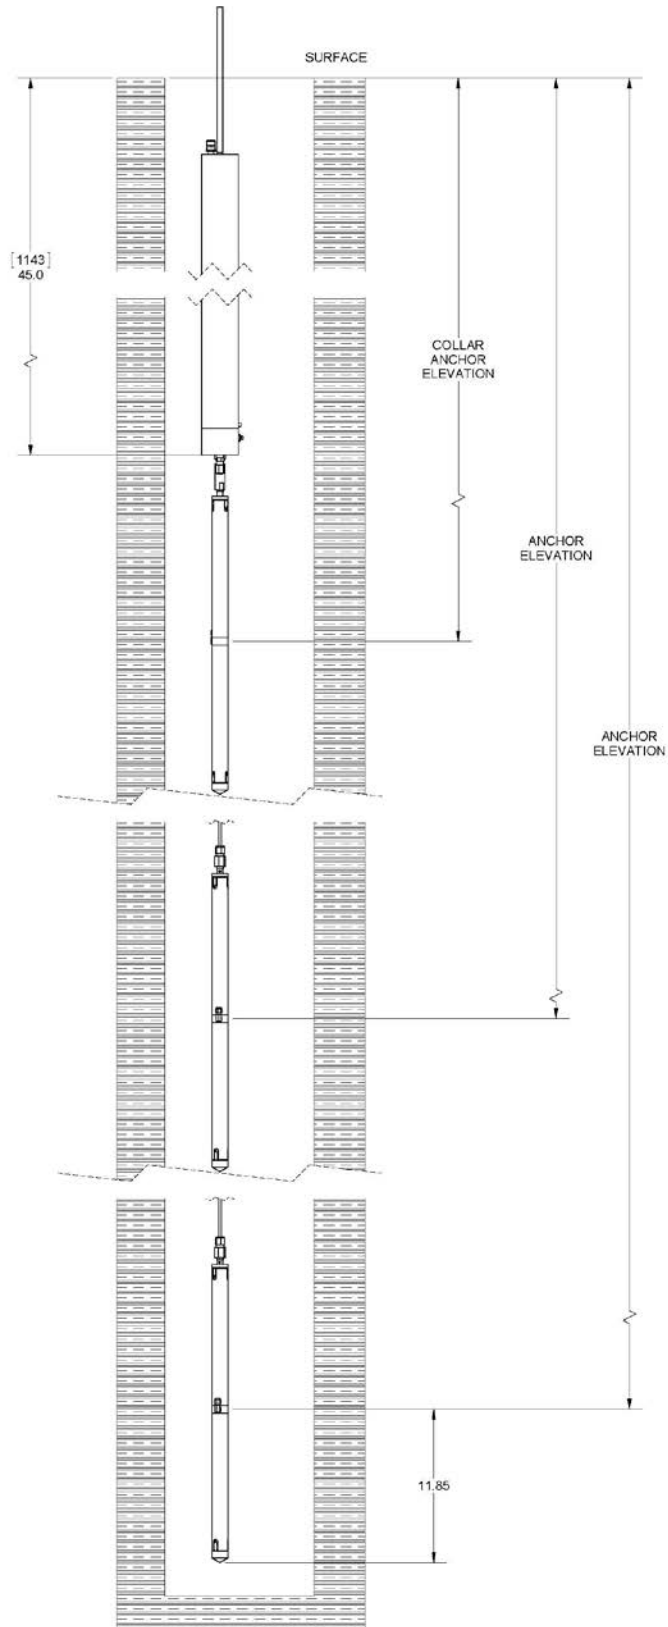 SURFACE
[1143]
45.0
COLLAR
ANCHOR
ELEVATION
ANCHOR
ELEVATION
ANCHOR
ELEVATION
11.85